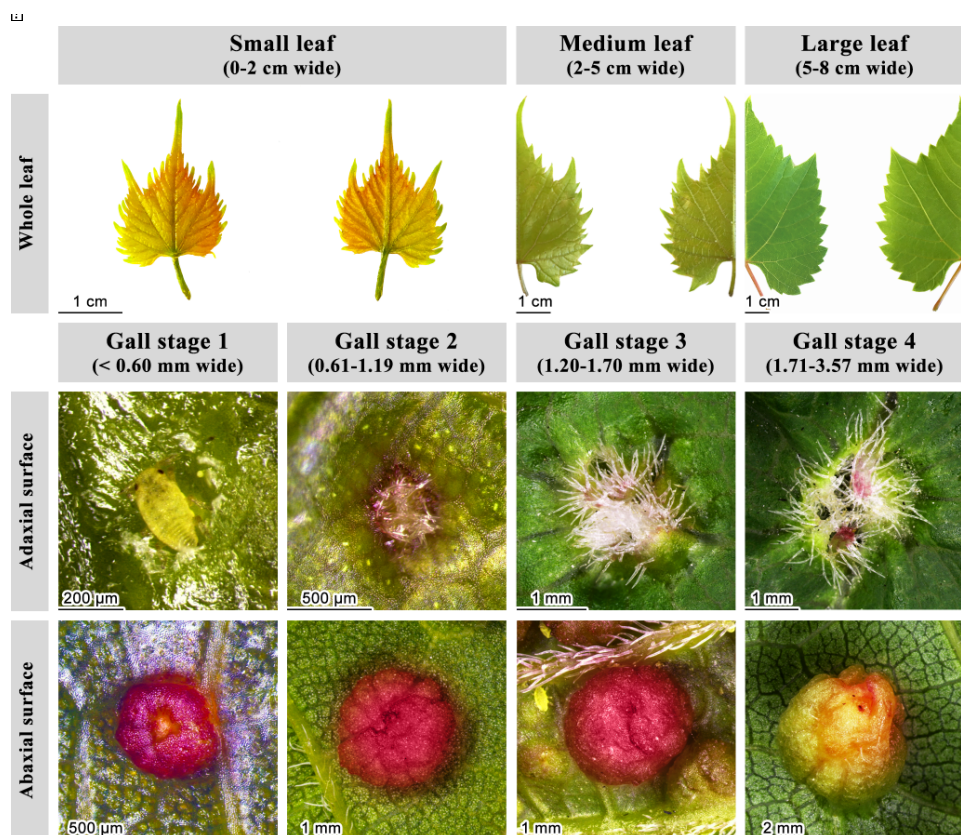 Small leaf
(0-2 cm wide)
Medium leaf
(2-5 cm wide)
Large leaf
(5-8 cm wide)
Whole leaf
1 cm
1 cm
1 cm
Gall stage 1
(< 0.60 mm wide)
Gall stage 2
(0.61-1.19 mm wide)
Gall stage 3
(1.20-1.70 mm wide)
Gall stage 4
(1.71-3.57 mm wide)
Adaxial surface
200 µm
500 µm
1 mm
1 mm
Abaxial surface
500 µm
1 mm
1 mm
2 mm